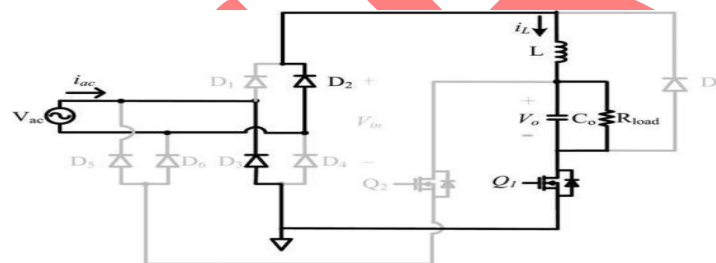 iL
L
iac
D1
D2
D
+
+
Vac
Vin
Vo
Co
Rload
-
D5
D6
D3
D4
-
Q2
Q1